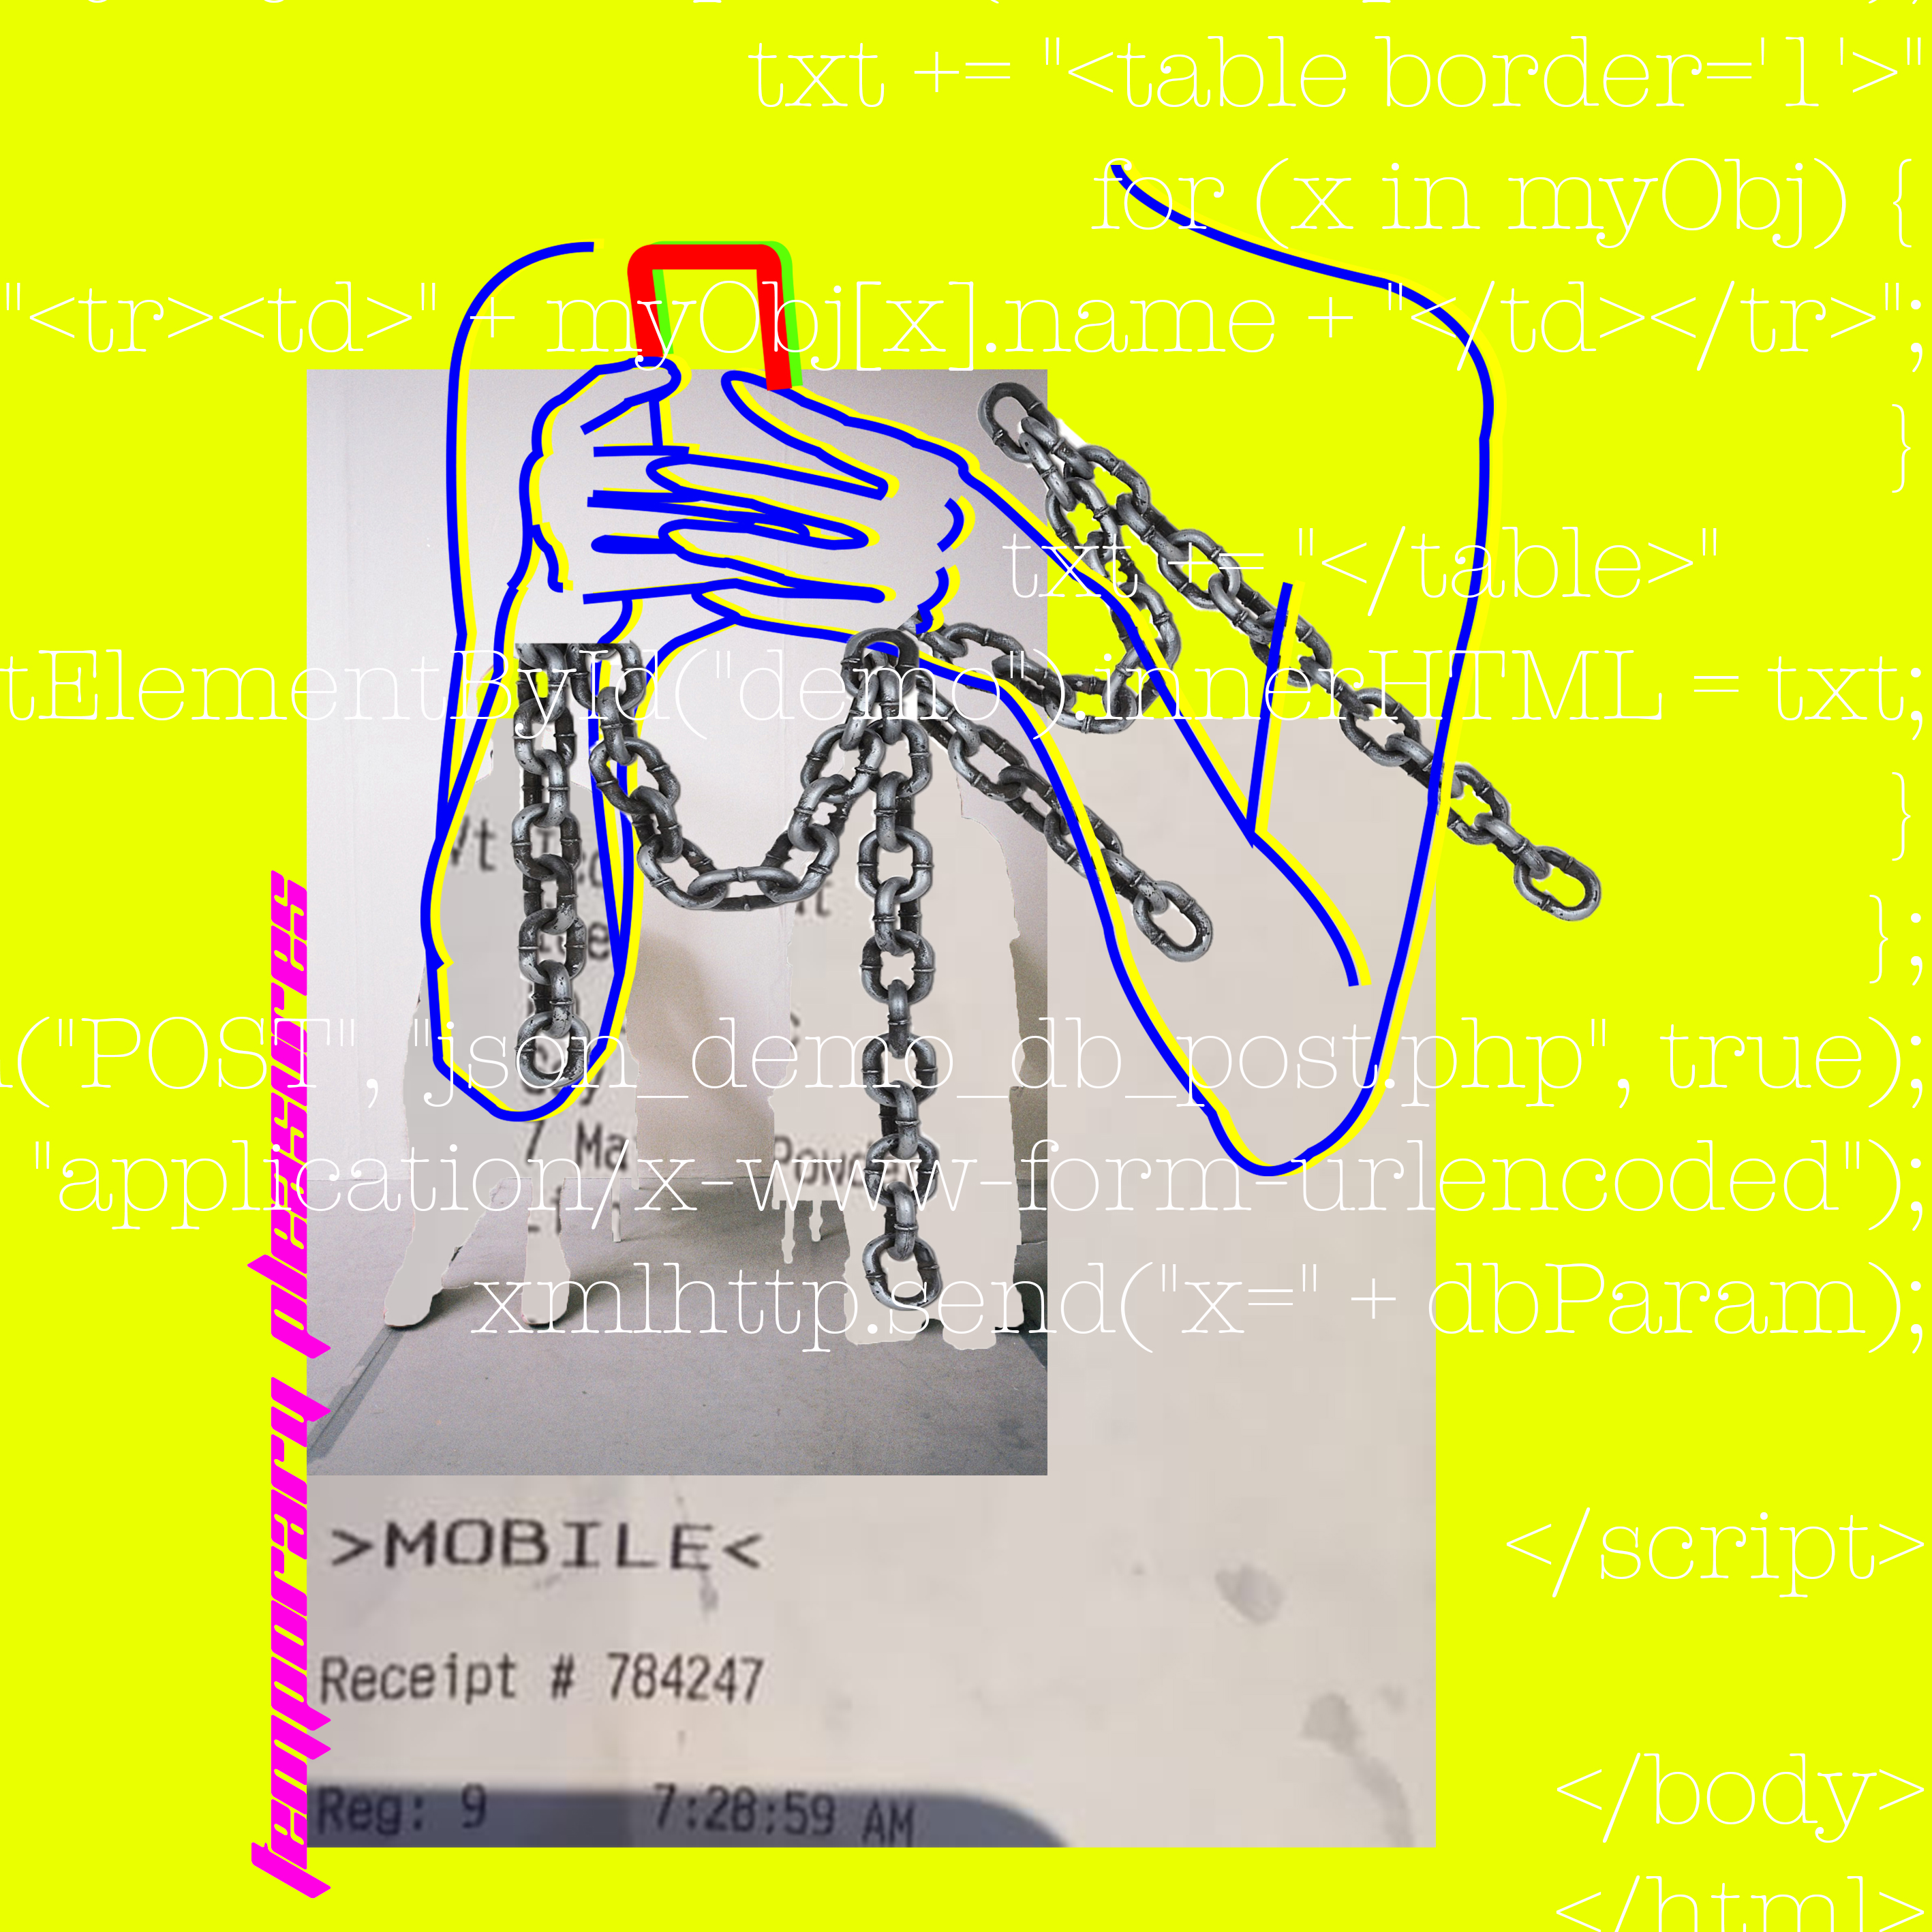 txt += "<table border='1'>"
for (x in myObj) {
"<tr><td>" + myObj[x].name + "</td></tr>";
}
txt += "</table>"
tElementById("demo").innerHTML = txt;
}
};
("POST", "json_demo_db_post.php", true);
"application/x-www-form-urlencoded");
xmlhttp.send("x=" + dbParam);
</script>
</body>
</html>
temporary pleasures
>MOBILE<
Receipt # 784247
Reg: 9 7:28:59 AM